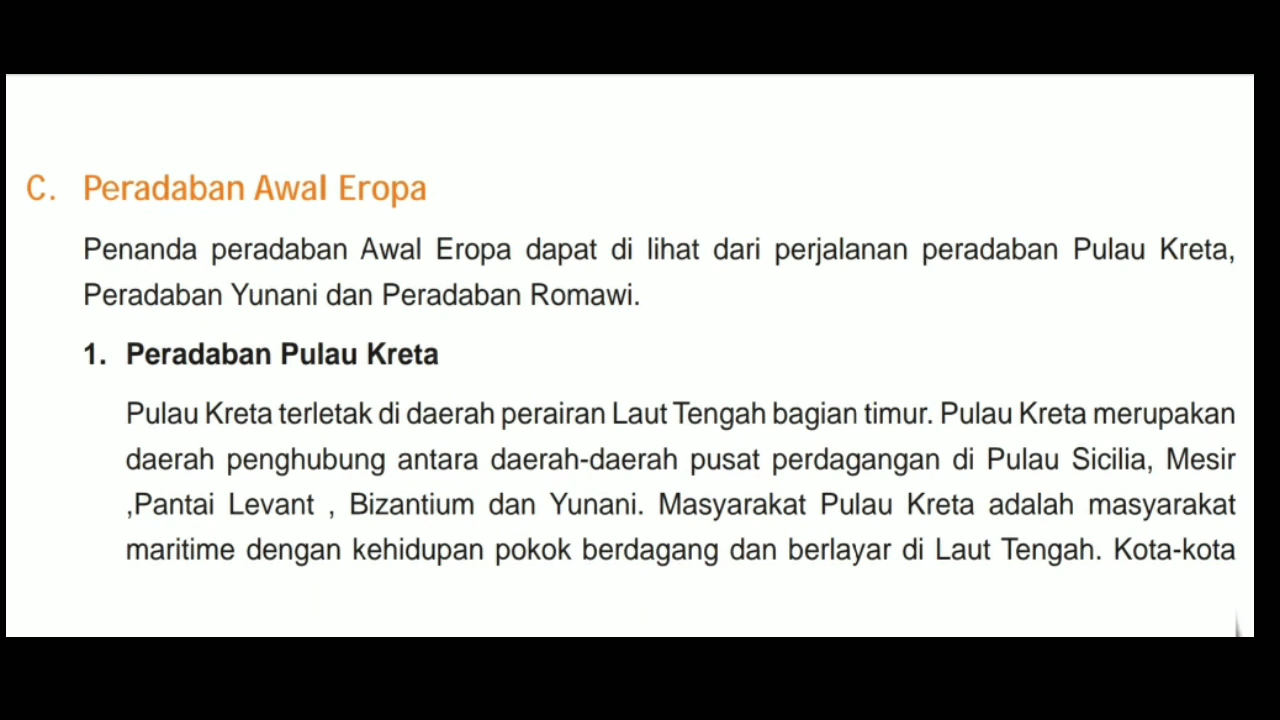 C. Peradaban Awal Eropa
Penanda peradaban Awal Eropa dapat di lihat dari perjalanan peradaban Pulau Kreta,
Peradaban Yunani dan Peradaban Romawi.
1. Peradaban Pulau Kreta
Pulau Kreta terletak di daerah perairan Laut Tengah bagian timur. Pulau Kreta merupakan
daerah penghubung antara daerah-daerah pusat perdagangan di Pulau Sicilia, Mesir
,Pantai Levant , Bizantium dan Yunani. Masyarakat Pulau Kreta adalah masyarakat
maritime dengan kehidupan pokok berdagang dan berlayar di Laut Tengah. Kota-kota